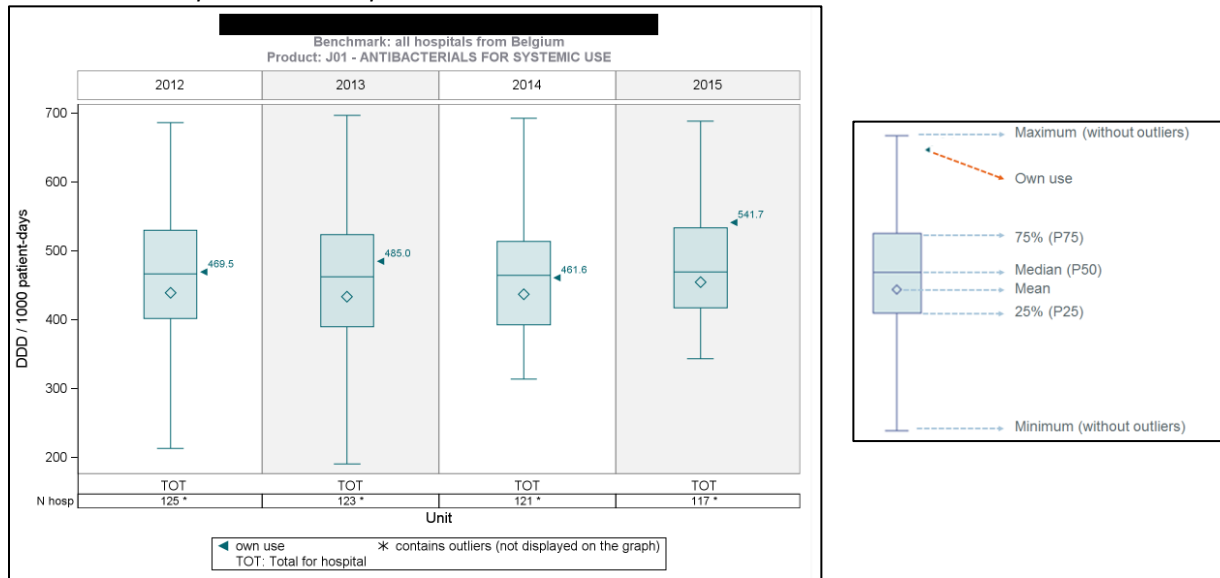 Benchmark: all hospitals from Belgium
Product: J01 - ANTIBACTERIALS FOR SYSTEMIC USE
2012 2013 2014 2015
DDD / 1000 patient-days
700
600
500
400
300
200
469.5
485.0
461.6
541.7
TOT TOT TOT TOT
N hosp 125 * 123 * 121 * 117 *
Unit
◄ own use * contains outliers (not displayed on the graph)
TOT: Total for hospital
Maximum (without outliers)
Own use
75% (P75)
Median (P50)
Mean
25% (P25)
Minimum (without outliers)